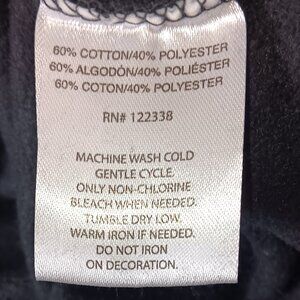 60% COTTON/40% POLYESTER
60% ALGODÓN/40% POLIÉSTER
60% COTON/40% POLYESTER
RN# 122338
MACHINE WASH COLD
GENTLE CYCLE.
ONLY NON-CHLORINE
BLEACH WHEN NEEDED.
TUMBLE DRY LOW.
WARM IRON IF NEEDED.
DO NOT IRON
ON DECORATION.